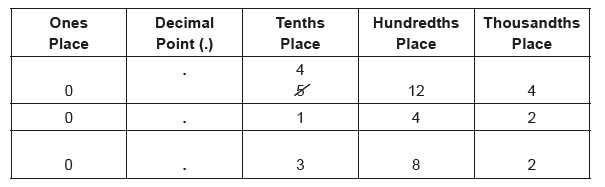 Ones Decimal Tenths Hundredths Thousandths
Place Point (.) Place Place Place
. 4
0 5 12 4
0 . 1 4 2
0 . 3 8 2